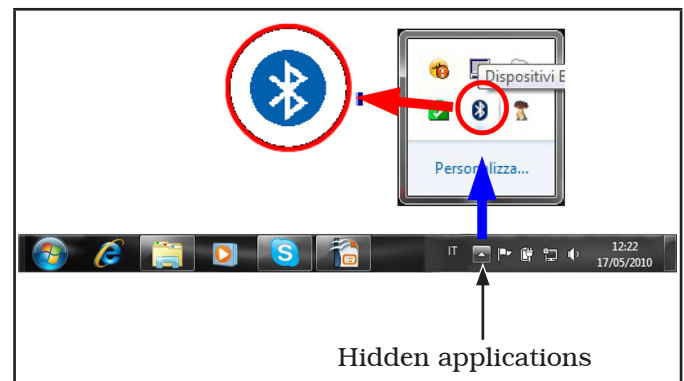 Dispositivi B
Personalizza...
IT
12:22
17/05/2010
Hidden applications